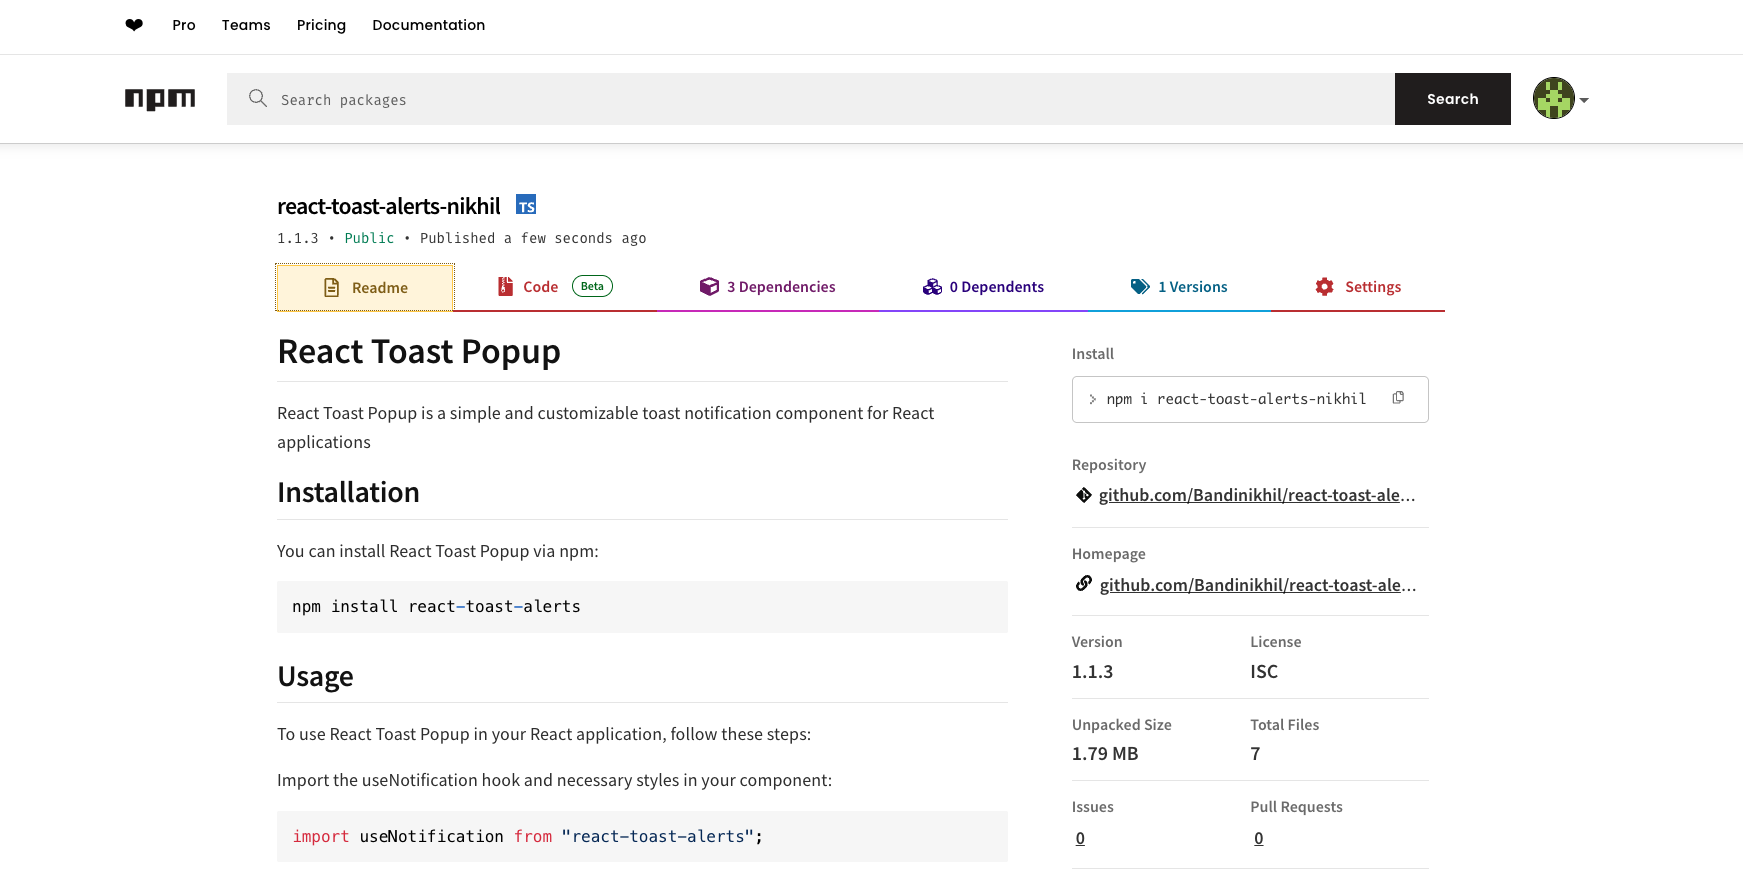 ❤ Pro Teams Pricing Documentation
npm Search packages Search
react-toast-alerts-nikhil TS
1.1.3 • Public • Published a few seconds ago
Readme Code Beta 3 Dependencies 0 Dependents 1 Versions Settings
React Toast Popup
React Toast Popup is a simple and customizable toast notification component for React
applications
Installation
You can install React Toast Popup via npm:
npm install react-toast-alerts
Usage
To use React Toast Popup in your React application, follow these steps:
Import the useNotification hook and necessary styles in your component:
import useNotification from "react-toast-alerts";
Install
> npm i react-toast-alerts-nikhil
Repository
github.com/Bandinikhil/react-toast-ale...
Homepage
github.com/Bandinikhil/react-toast-ale...
Version License
1.1.3 ISC
Unpacked Size Total Files
1.79 MB 7
Issues Pull Requests
0 0